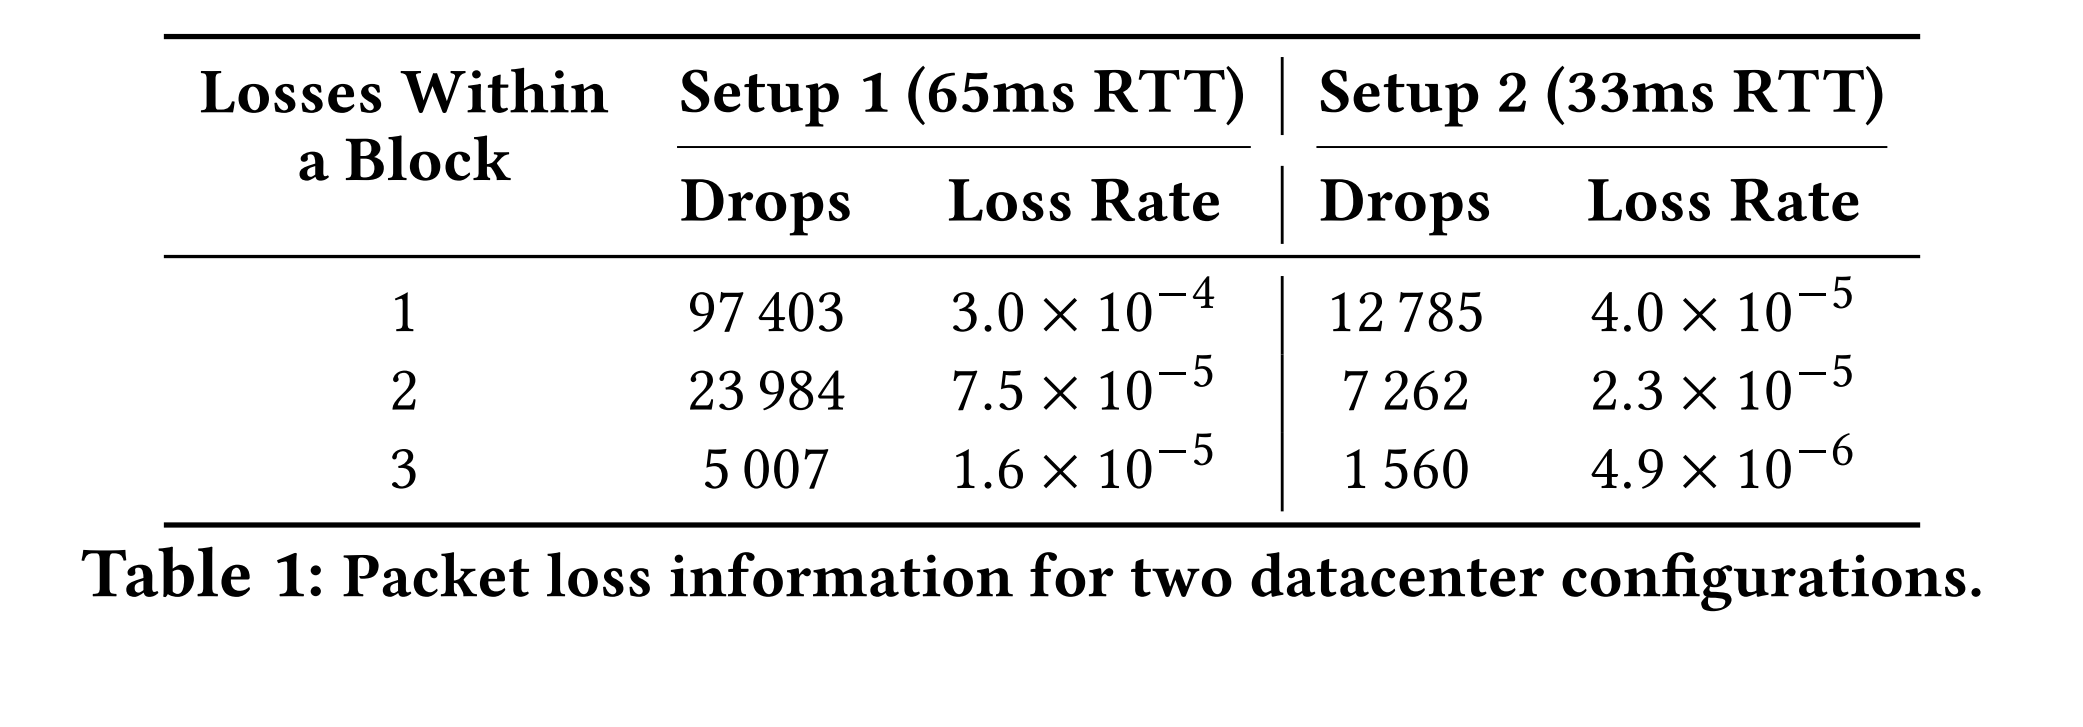 Losses Within a Block Setup 1 (65ms RTT) Setup 2 (33ms RTT)
Drops Loss Rate Drops Loss Rate
1 97 403 3.0 × 10⁻⁴ 12 785 4.0 × 10⁻⁵
2 23 984 7.5 × 10⁻⁵ 7 262 2.3 × 10⁻⁵
3 5 007 1.6 × 10⁻⁵ 1 560 4.9 × 10⁻⁶
Table 1: Packet loss information for two datacenter configurations.